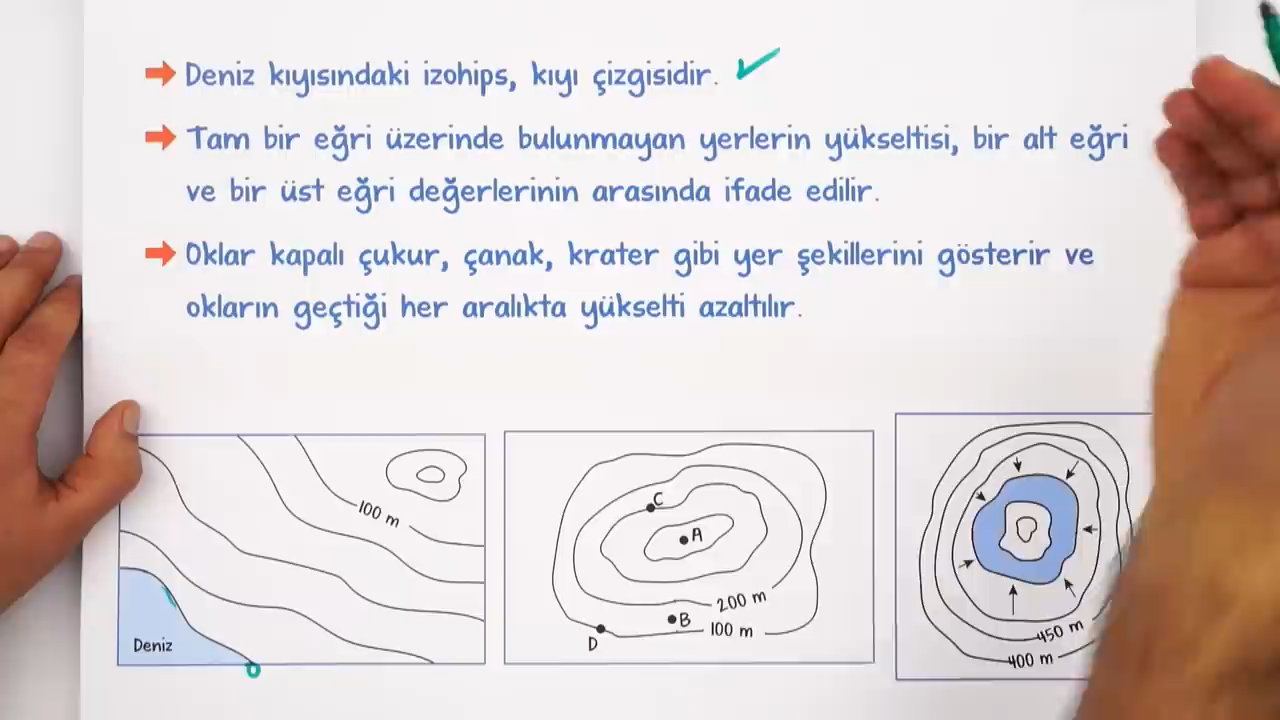 Deniz kıyısındaki izohips, kıyı çizgisidir.
Tam bir eğri üzerinde bulunmayan yerlerin yükseltisi, bir alt eğri
ve bir üst eğri değerlerinin arasında ifade edilir.
Oklar kapalı çukur, çanak, krater gibi yer şekillerini gösterir ve
okların geçtiği her aralıkta yükselti azaltılır.
100 m
Deniz
0
C
A
200 m
B
100 m
D
450 m
400 m